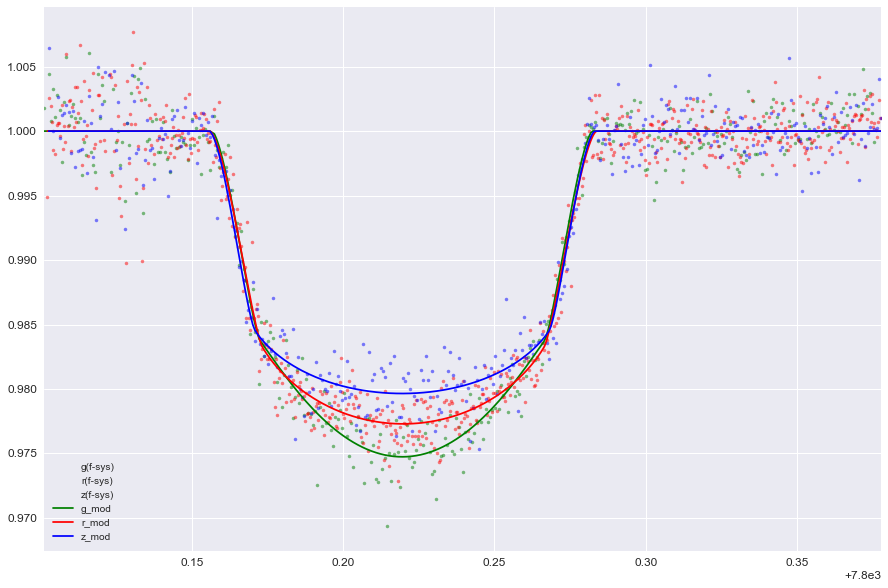 1.005
1.000
0.995
0.990
0.985
0.980
0.975
0.970
g(f-sys)
r(f-sys)
z(f-sys)
g_mod
r_mod
z_mod
0.15 0.20 0.25 0.30 0.35
+7.8e3